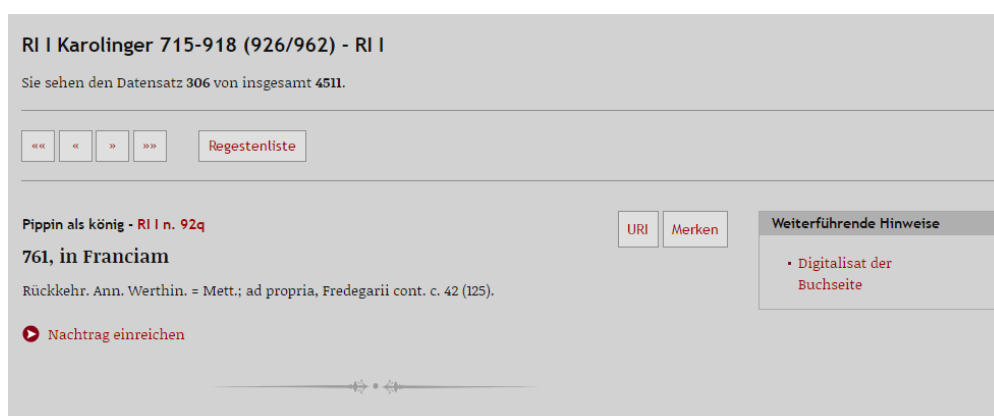 RI I Karolinger 715-918 (926/962) - RI I
Sie sehen den Datensatz 306 von insgesamt 4511.
«« « » »» Regestenliste
Pippin als könig - RI I n. 92q
URI Merken
761, in Franciam
Rückkehr. Ann. Werthin. = Mett.; ad propria, Fredegarii cont. c. 42 (125).
Nachtrag einreichen
Weiterführende Hinweise
• Digitalisat der
Buchseite